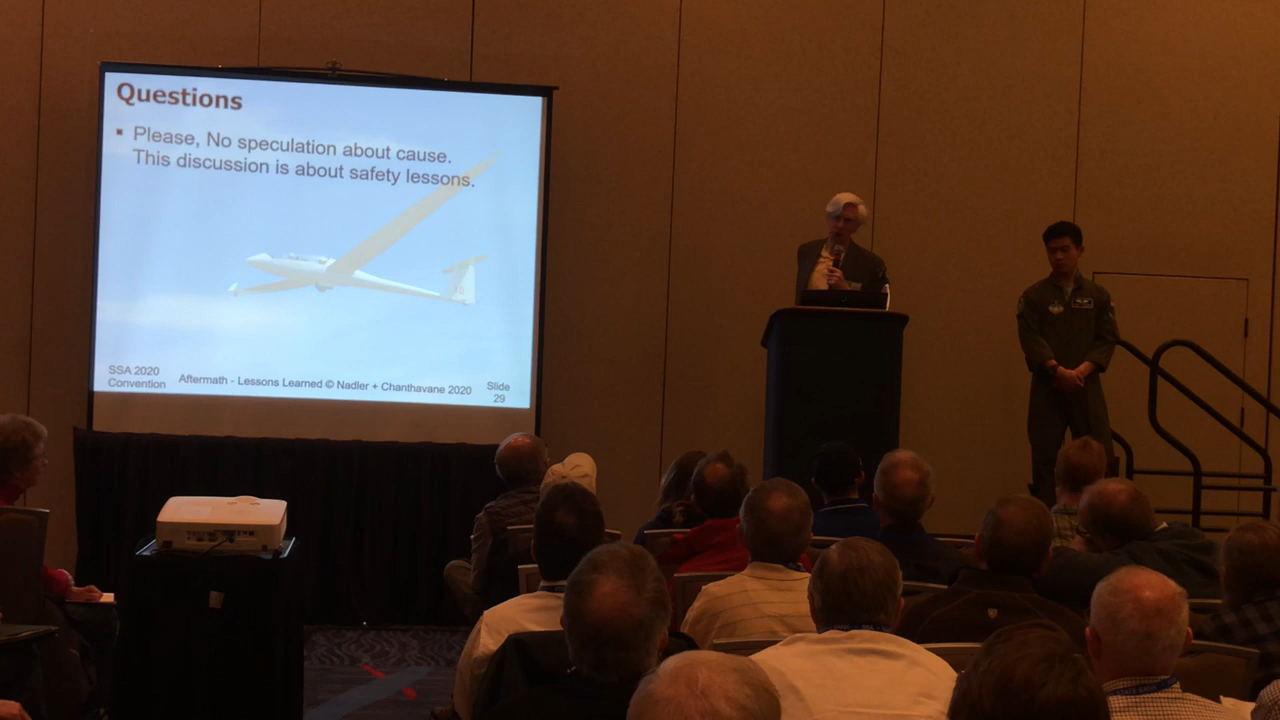 Questions
▪ Please, No speculation about cause.
This discussion is about safety lessons.
SSA 2020
Convention
Aftermath - Lessons Learned © Nadler + Chanthavane 2020
Slide
29